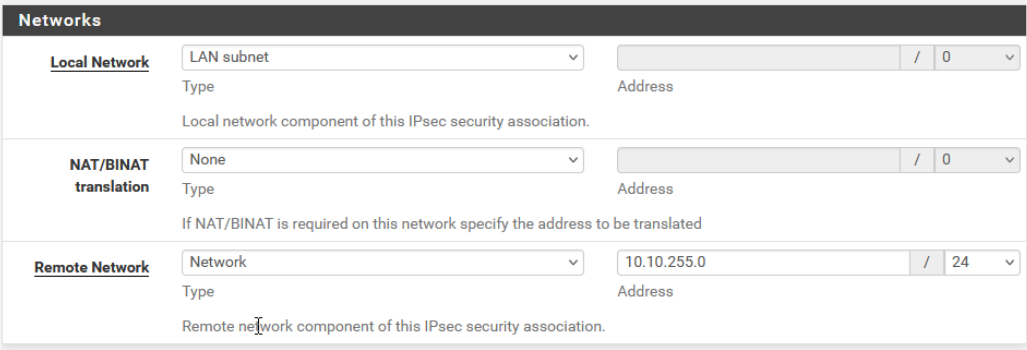 Networks
Local Network LAN subnet / 0
Type Address
Local network component of this IPsec security association.
NAT/BINAT translation None / 0
Type Address
If NAT/BINAT is required on this network specify the address to be translated
Remote Network Network 10.10.255.0 / 24
Type Address
Remote network component of this IPsec security association.